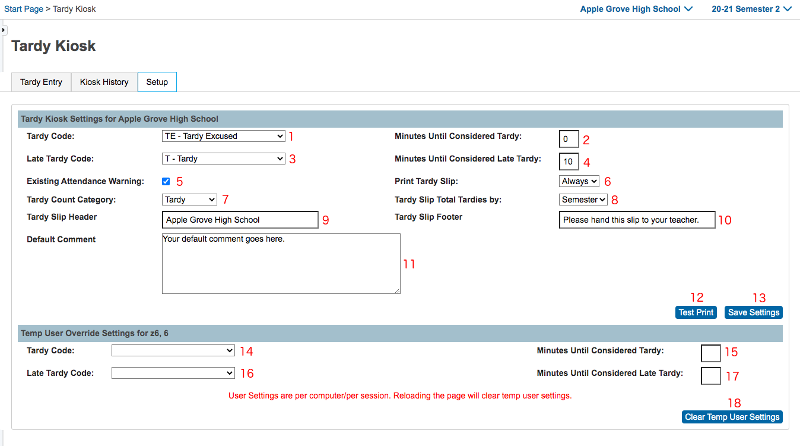 Start Page > Tardy Kiosk Apple Grove High School 20-21 Semester 2
Tardy Kiosk
Tardy Entry Kiosk History Setup
Tardy Kiosk Settings for Apple Grove High School
Tardy Code: TE - Tardy Excused 1 Minutes Until Considered Tardy: 0 2
Late Tardy Code: T - Tardy 3 Minutes Until Considered Late Tardy: 10 4
Existing Attendance Warning: 5 Print Tardy Slip: Always 6
Tardy Count Category: Tardy 7 Tardy Slip Total Tardies by: Semester 8
Tardy Slip Header Apple Grove High School 9 Tardy Slip Footer Please hand this slip to your teacher. 10
Default Comment Your default comment goes here. 11
12 13
Test Print Save Settings
Temp User Override Settings for z6, 6
Tardy Code: 14 Minutes Until Considered Tardy: 15
Late Tardy Code: 16 Minutes Until Considered Late Tardy: 17
User Settings are per computer/per session. Reloading the page will clear temp user settings.
18
Clear Temp User Settings